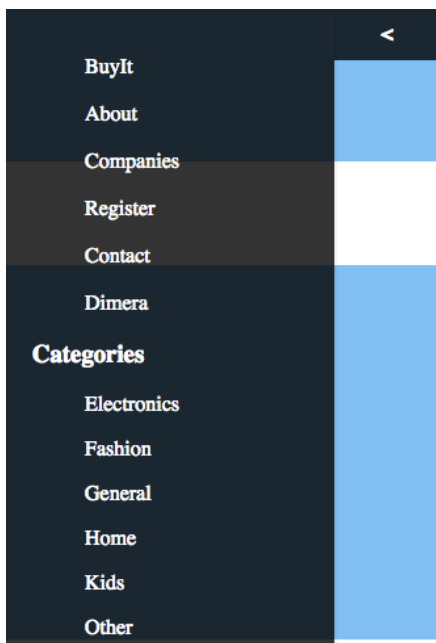 <
BuyIt
About
Companies
Register
Contact
Dimera
Categories
Electronics
Fashion
General
Home
Kids
Other